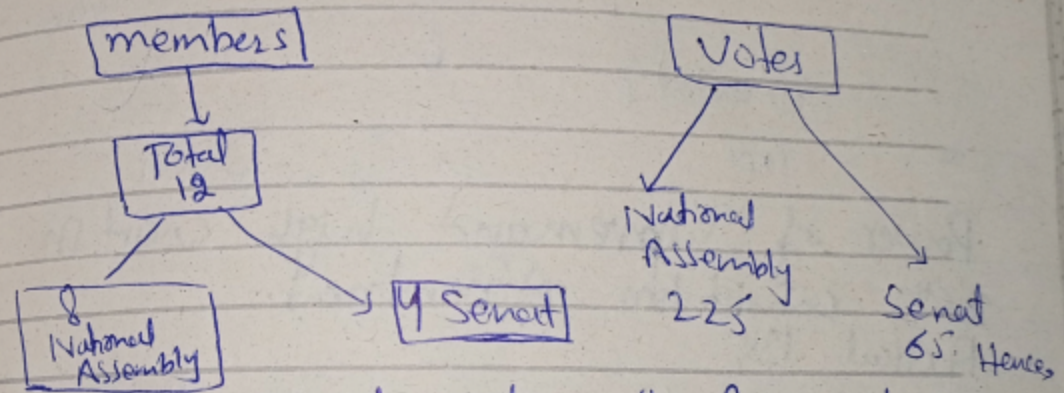 members
Total
12
8
National
Assembly
4 Senat
Votes
National
Assembly
225
Senat
65. Hence,